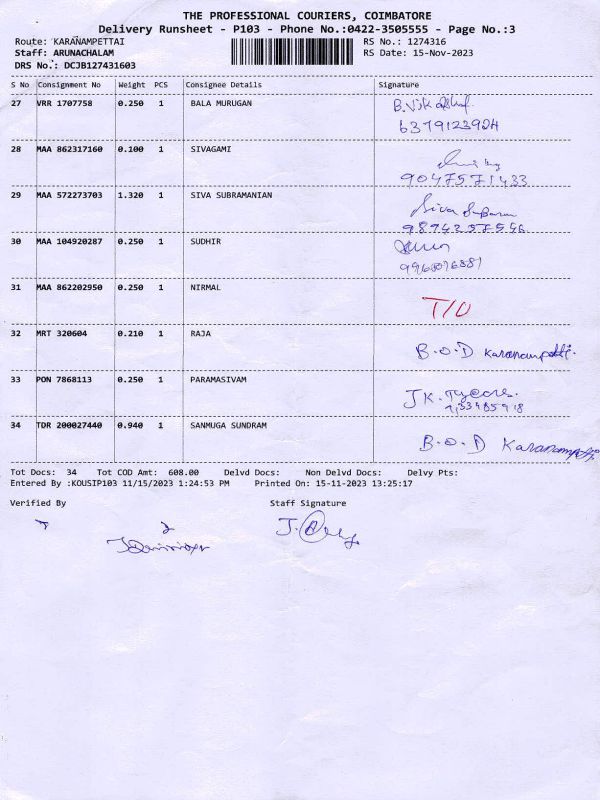 THE PROFESSIONAL COURIERS, COIMBATORE
Delivery Runsheet - P103 - Phone No.:0422-3505555 - Page No.:3
Route: KARANAMPETTAI RS No.: 1274316
Staff: ARUNACHALAM RS Date: 15-Nov-2023
DRS No.: DCJB127431603
S No Consignment No Weight PCS Consignee Details Signature
27 VRR 1707758 0.250 1 BALA MURUGAN
6379123924
28 MAA 862317160 0.100 1 SIVAGAMI
9047571433
29 MAA 572273703 1.320 1 SIVA SUBRAMANIAN Siva
9874257546
30 MAA 104920287 0.250 1 SUDHIR
31 MAA 862202950 0.250 1 NIRMAL
T/O
32 MRT 320604 0.210 1 RAJA
B.O.D Karanampatti.
33 PON 7868113 0.250 1 PARAMASIVAM
JK.
34 TDR 200027440 0.940 1 SANMUGA SUNDRAM
B.O.D Karanampatti
Tot Docs: 34 Tot COD Amt: 608.00 Delvd Docs: Non Delvd Docs: Delvy Pts:
Entered By :KOUSIP103 11/15/2023 1:24:53 PM Printed On: 15-11-2023 13:25:17
Verified By Staff Signature